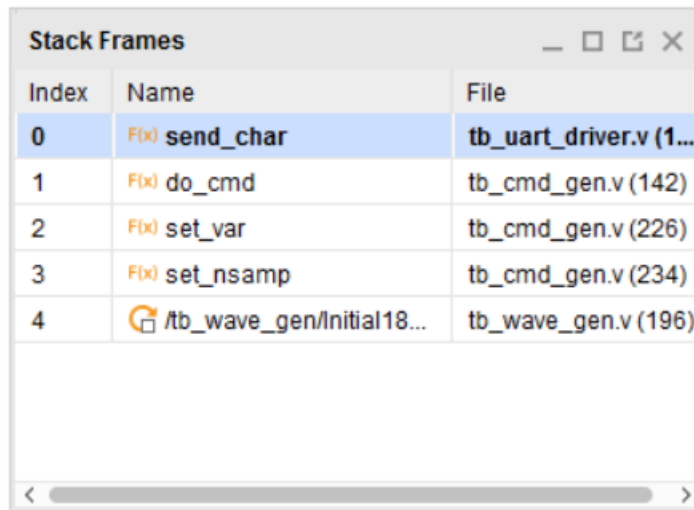 Stack Frames
Index Name File
0 F(x) send_char tb_uart_driver.v (1...
1 F(x) do_cmd tb_cmd_gen.v (142)
2 F(x) set_var tb_cmd_gen.v (226)
3 F(x) set_nsamp tb_cmd_gen.v (234)
4 /tb_wave_gen/Initial18... tb_wave_gen.v (196)